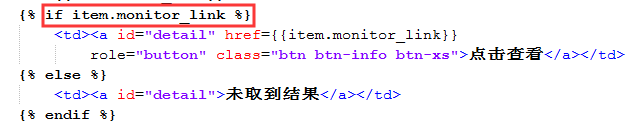 {% if item.monitor_link %}
<td><a id="detail" href={{item.monitor_link}}
role="button" class="btn btn-info btn-xs">点击查看</a></td>
{% else %}
<td><a id="detail">未取到结果</a></td>
{% endif %}